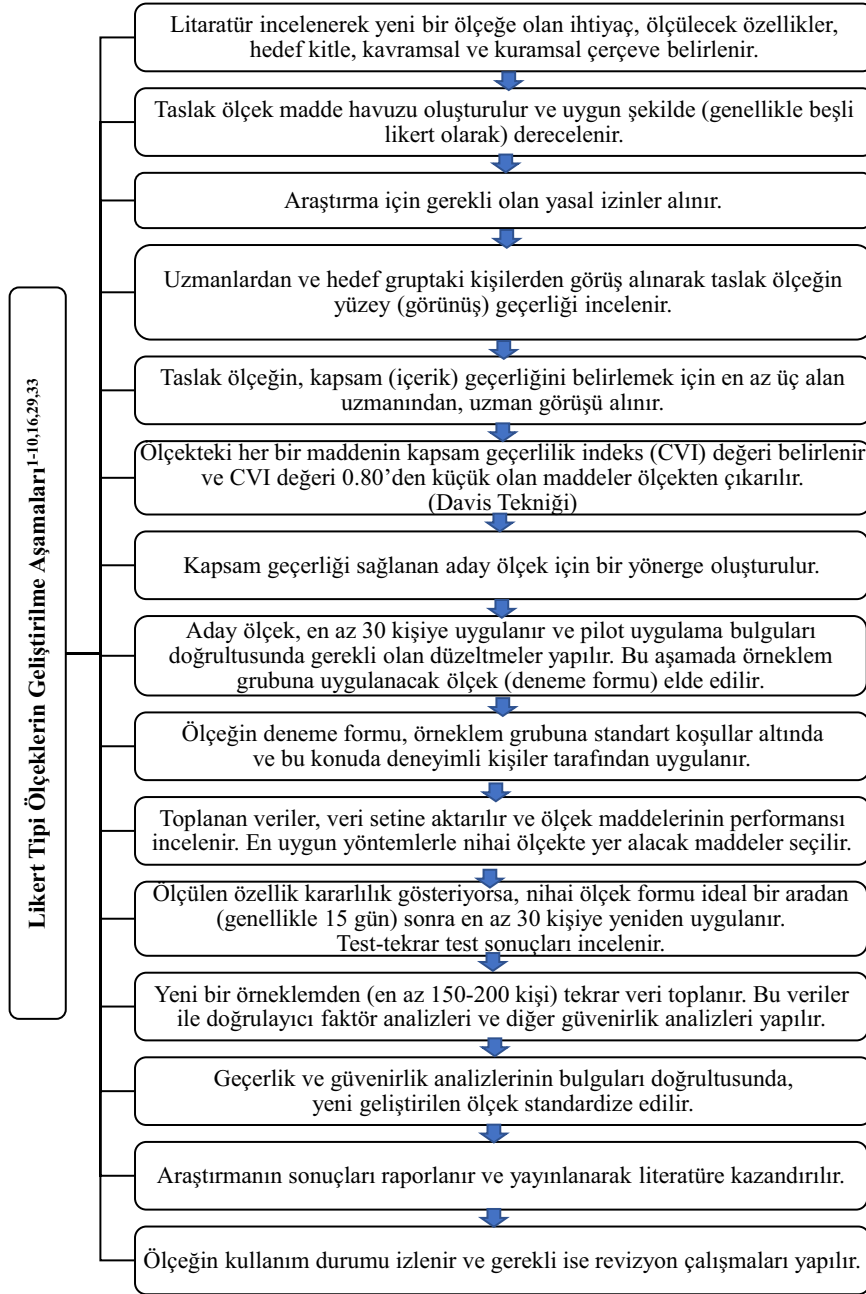 Litaratür incelenerek yeni bir ölçeğe olan ihtiyaç, ölçülecek özellikler,
hedef kitle, kavramsal ve kuramsal çerçeve belirlenir.
Taslak ölçek madde havuzu oluşturulur ve uygun şekilde (genellikle beşli
likert olarak) derecelenir.
Araştırma için gerekli olan yasal izinler alınır.
Uzmanlardan ve hedef gruptaki kişilerden görüş alınarak taslak ölçeğin
yüzey (görünüş) geçerliği incelenir.
Taslak ölçeğin, kapsam (içerik) geçerliğini belirlemek için en az üç alan
uzmanından, uzman görüşü alınır.
Ölçekteki her bir maddenin kapsam geçerlilik indeks (CVI) değeri belirlenir
ve CVI değeri 0.80’den küçük olan maddeler ölçekten çıkarılır.
(Davis Tekniği)
Kapsam geçerliği sağlanan aday ölçek için bir yönerge oluşturulur.
Aday ölçek, en az 30 kişiye uygulanır ve pilot uygulama bulguları
doğrultusunda gerekli olan düzeltmeler yapılır. Bu aşamada örneklem
grubuna uygulanacak ölçek (deneme formu) elde edilir.
Likert Tipi Ölçeklerin Geliştirilme Aşamaları1-10,16,29,33
Ölçeğin deneme formu, örneklem grubuna standart koşullar altında
ve bu konuda deneyimli kişiler tarafından uygulanır.
Toplanan veriler, veri setine aktarılır ve ölçek maddelerinin performansı
incelenir. En uygun yöntemlerle nihai ölçekte yer alacak maddeler seçilir.
Ölçülen özellik kararlılık gösteriyorsa, nihai ölçek formu ideal bir aradan
(genellikle 15 gün) sonra en az 30 kişiye yeniden uygulanır.
Test-tekrar test sonuçları incelenir.
Yeni bir örneklemden (en az 150-200 kişi) tekrar veri toplanır. Bu veriler
ile doğrulayıcı faktör analizleri ve diğer güvenirlik analizleri yapılır.
Geçerlik ve güvenirlik analizlerinin bulguları doğrultusunda,
yeni geliştirilen ölçek standardize edilir.
Araştırmanın sonuçları raporlanır ve yayınlanarak literatüre kazandırılır.
Ölçeğin kullanım durumu izlenir ve gerekli ise revizyon çalışmaları yapılır.